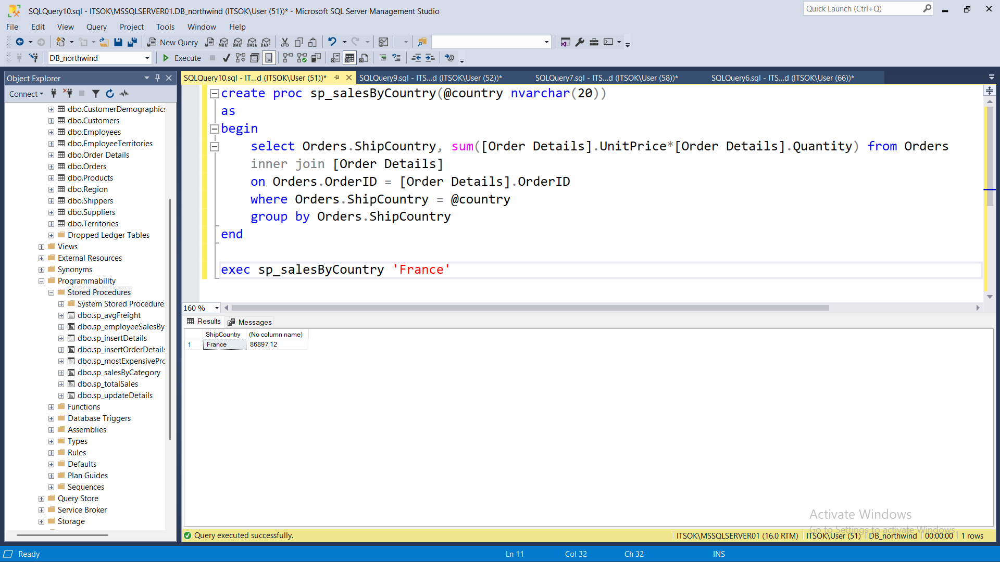 SQLQuery10.sql - ITSOK\MSSQLSERVER01.DB_northwind (ITSOK\User (51))* - Microsoft SQL Server Management Studio
Quick Launch (Ctrl+Q)
File Edit View Query Project Tools Window Help
New Query
MDX DMX XMLA DAX
DB_northwind
Execute
Object Explorer
SQLQuery10.sql - IT...d (ITSOK\User (51))*
SQLQuery9.sql - ITS...d (ITSOK\User (52))*
SQLQuery7.sql - ITS...d (ITSOK\User (58))*
SQLQuery6.sql - ITS...d (ITSOK\User (66))*
Connect
dbo.CustomerDemographics
dbo.Customers
dbo.Employees
dbo.EmployeeTerritories
dbo.Order Details
dbo.Orders
dbo.Products
dbo.Region
dbo.Shippers
dbo.Suppliers
dbo.Territories
Dropped Ledger Tables
Views
External Resources
Synonyms
Programmability
Stored Procedures
System Stored Procedure
dbo.sp_avgFreight
dbo.sp_employeeSalesBy
dbo.sp_insertDetails
dbo.sp_insertOrderDetails
dbo.sp_mostExpensivePro
dbo.sp_salesByCategory
dbo.sp_totalSales
dbo.sp_updateDetails
Functions
Database Triggers
Assemblies
Types
Rules
Defaults
Plan Guides
Sequences
Query Store
Service Broker
Storage
create proc sp_salesByCountry(@country nvarchar(20))
as
begin
select Orders.ShipCountry, sum([Order Details].UnitPrice*[Order Details].Quantity) from Orders
inner join [Order Details]
on Orders.OrderID = [Order Details].OrderID
where Orders.ShipCountry = @country
group by Orders.ShipCountry
end
exec sp_salesByCountry 'France'
160 %
Results Messages
ShipCountry (No column name)
1 France 86897.12
Activate Windows
Go to Settings to activate Windows.
Query executed successfully.
ITSOK\MSSQLSERVER01 (16.0 RTM) ITSOK\User (51) DB_northwind 00:00:00 1 rows
Ready
Ln 11 Col 32 Ch 32 INS